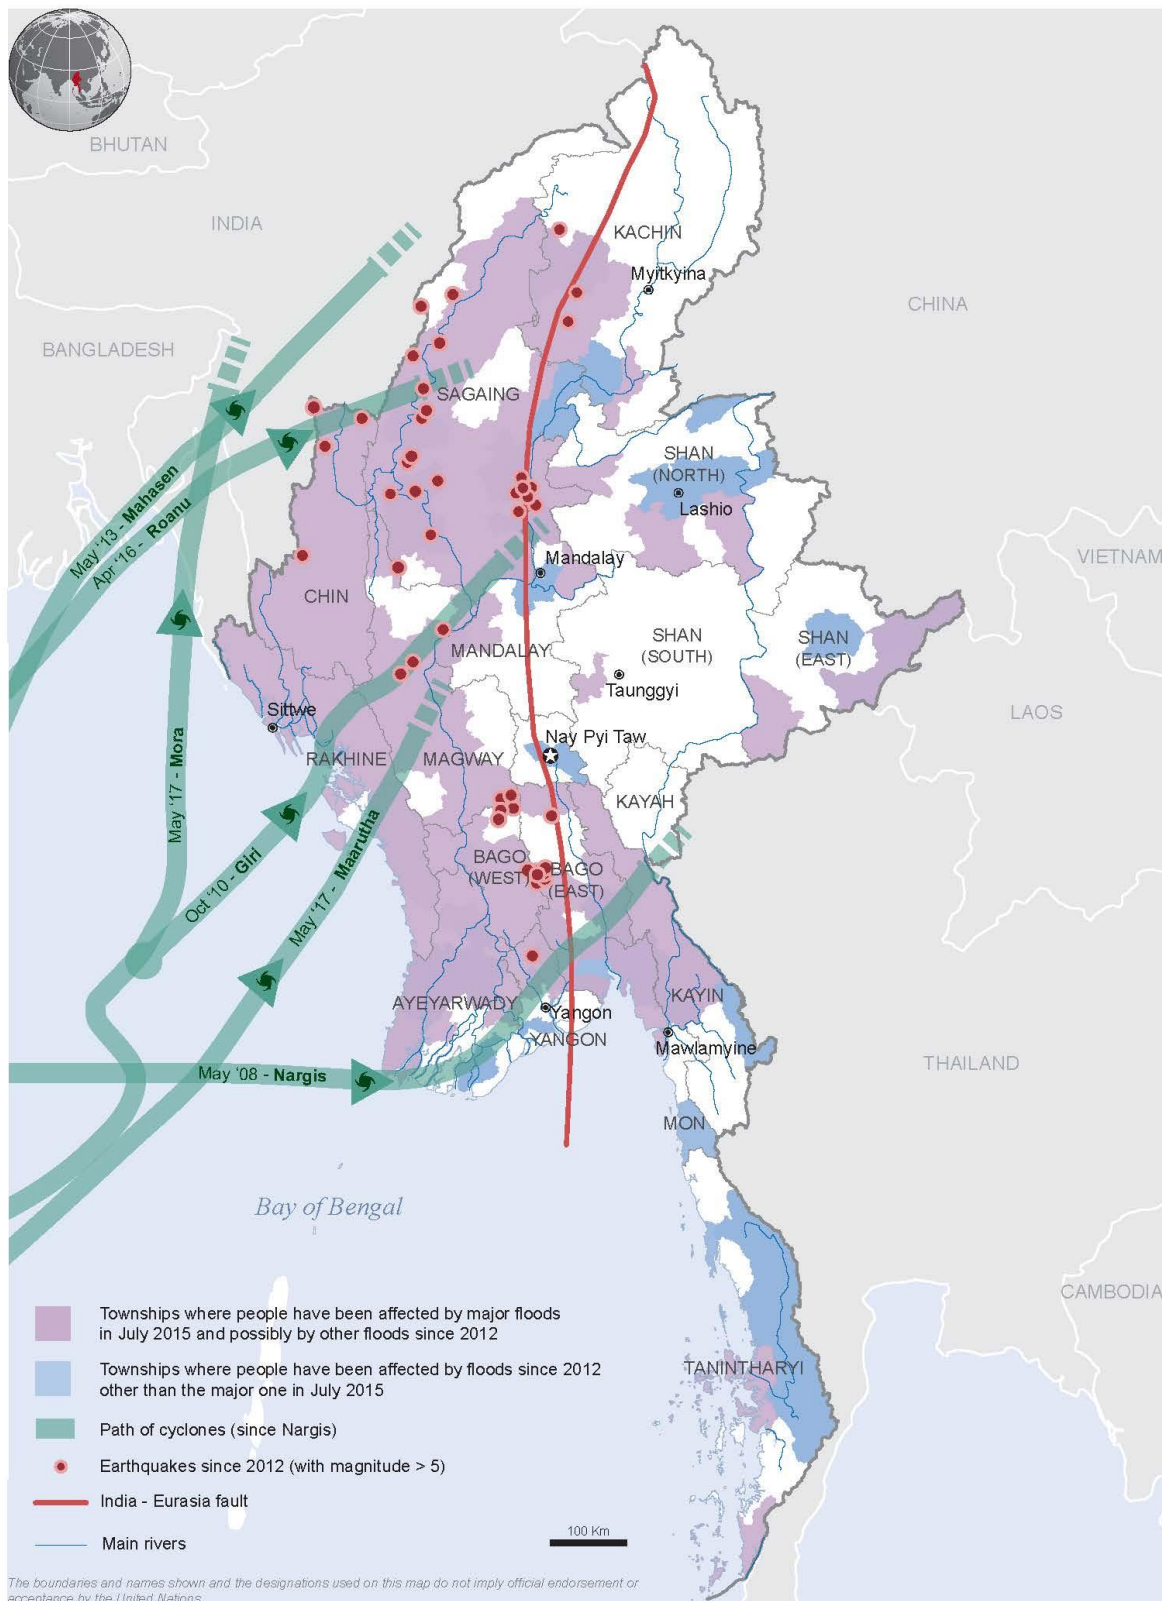 BHUTAN
INDIA
KACHIN
Myitkyina
CHINA
BANGLADESH
SAGAING
SHAN
(NORTH)
Lashio
May '13 - Mahasen
Apr '16 - Roanu
VIETNAM
Mandalay
CHIN
SHAN
(SOUTH)
SHAN
(EAST)
MANDALAY
Taunggyi
Sittwe
LAOS
Nay Pyi Taw
RAKHINE
MAGWAY
KAYAH
May '17 - Mora
Oct '10 - Giri
May '17 - Maarutha
BAGO
(WEST)
BAGO
(EAST)
AYEYARWADY
Yangon
KAYIN
YANGON
Mawlamyine
THAILAND
May '08 - Nargis
MON
Bay of Bengal
CAMBODIA
TANINTHARYI
Townships where people have been affected by major floods
in July 2015 and possibly by other floods since 2012
Townships where people have been affected by floods since 2012
other than the major one in July 2015
Path of cyclones (since Nargis)
Earthquakes since 2012 (with magnitude > 5)
India - Eurasia fault
Main rivers
100 Km
The boundaries and names shown and the designations used on this map do not imply official endorsement or
acceptance by the United Nations.